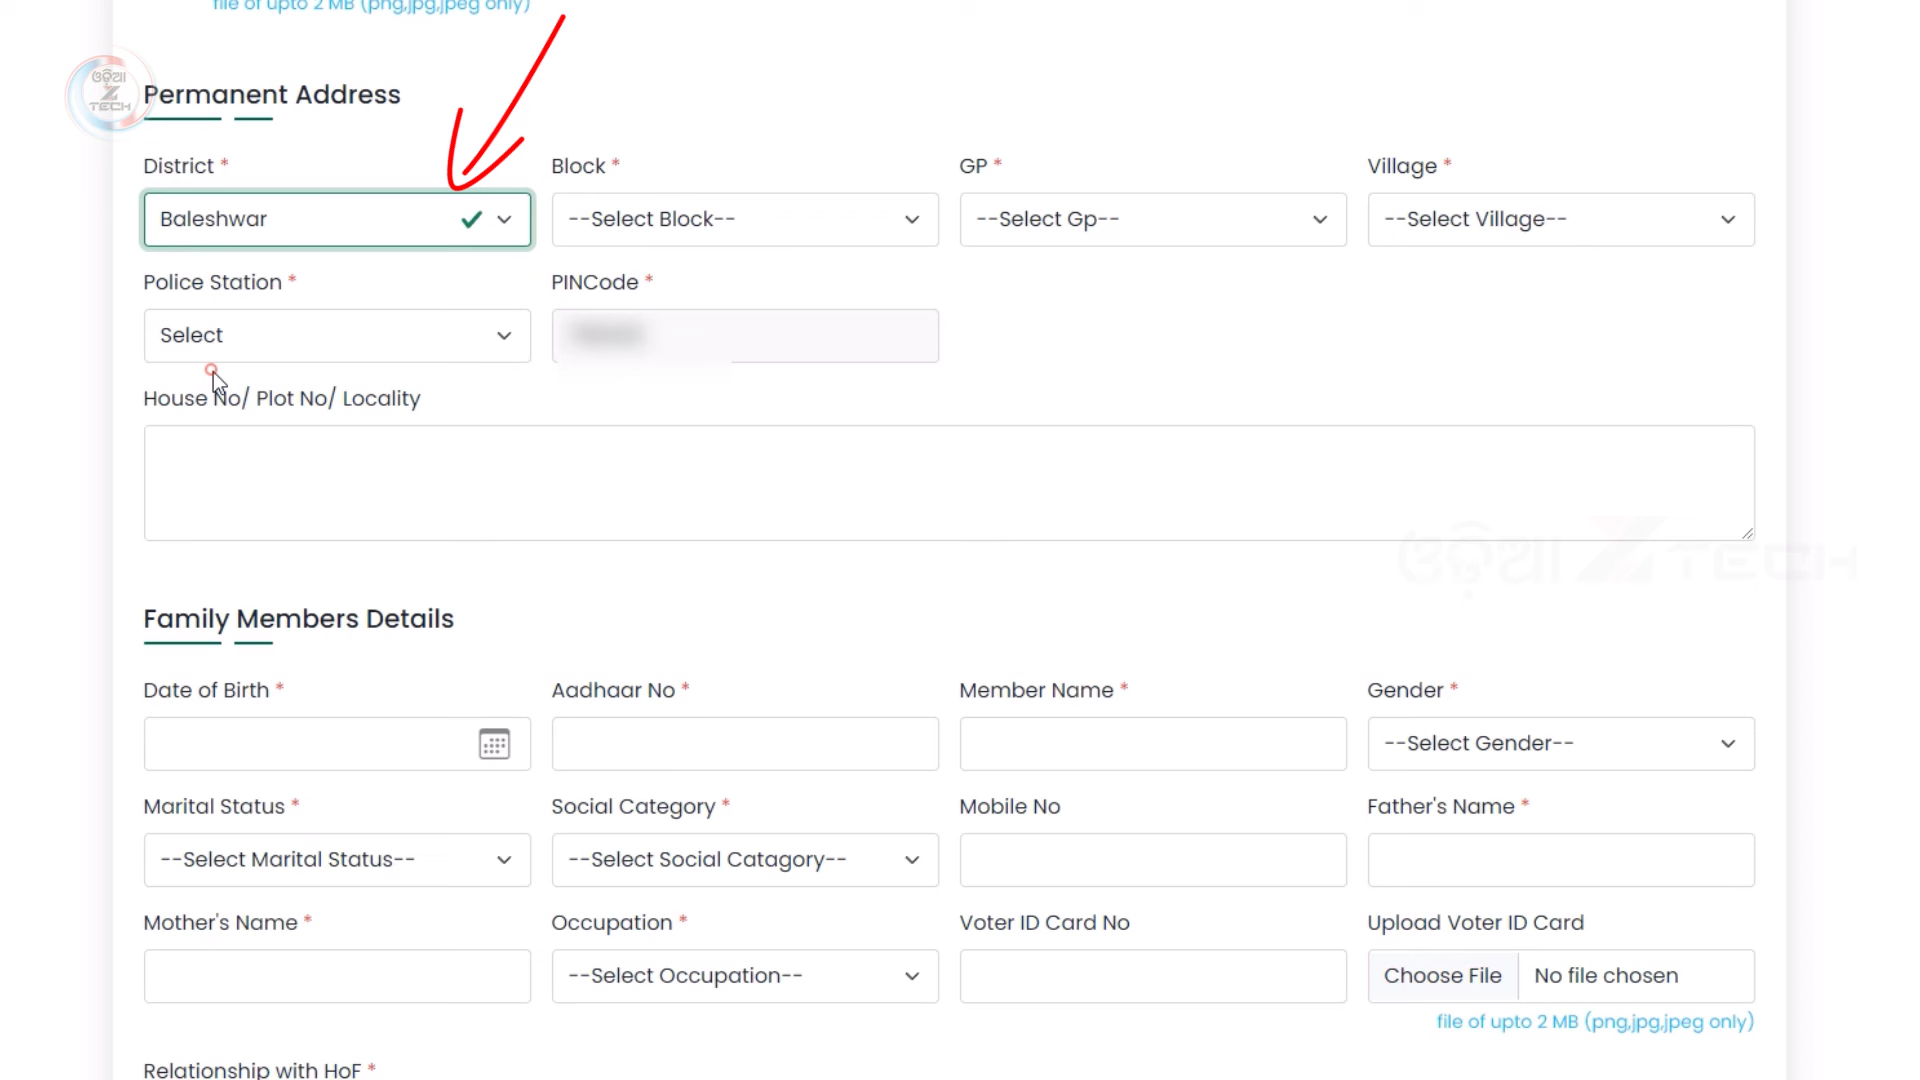 file of upto 2 MB (png,jpg,jpeg only)
ଓଡ଼ିଆ
Z
TECH
Permanent Address
District *
Block *
GP *
Village *
Baleshwar
--Select Block--
--Select Gp--
--Select Village--
Police Station *
PINCode *
Select
House No/ Plot No/ Locality
ଓଡ଼ିଆ Z TECH
Family Members Details
Date of Birth *
Aadhaar No *
Member Name *
Gender *
--Select Gender--
Marital Status *
Social Category *
Mobile No
Father's Name *
--Select Marital Status--
--Select Social Catagory--
Mother's Name *
Occupation *
Voter ID Card No
Upload Voter ID Card
--Select Occupation--
Choose File
No file chosen
file of upto 2 MB (png,jpg,jpeg only)
Relationship with HoF *